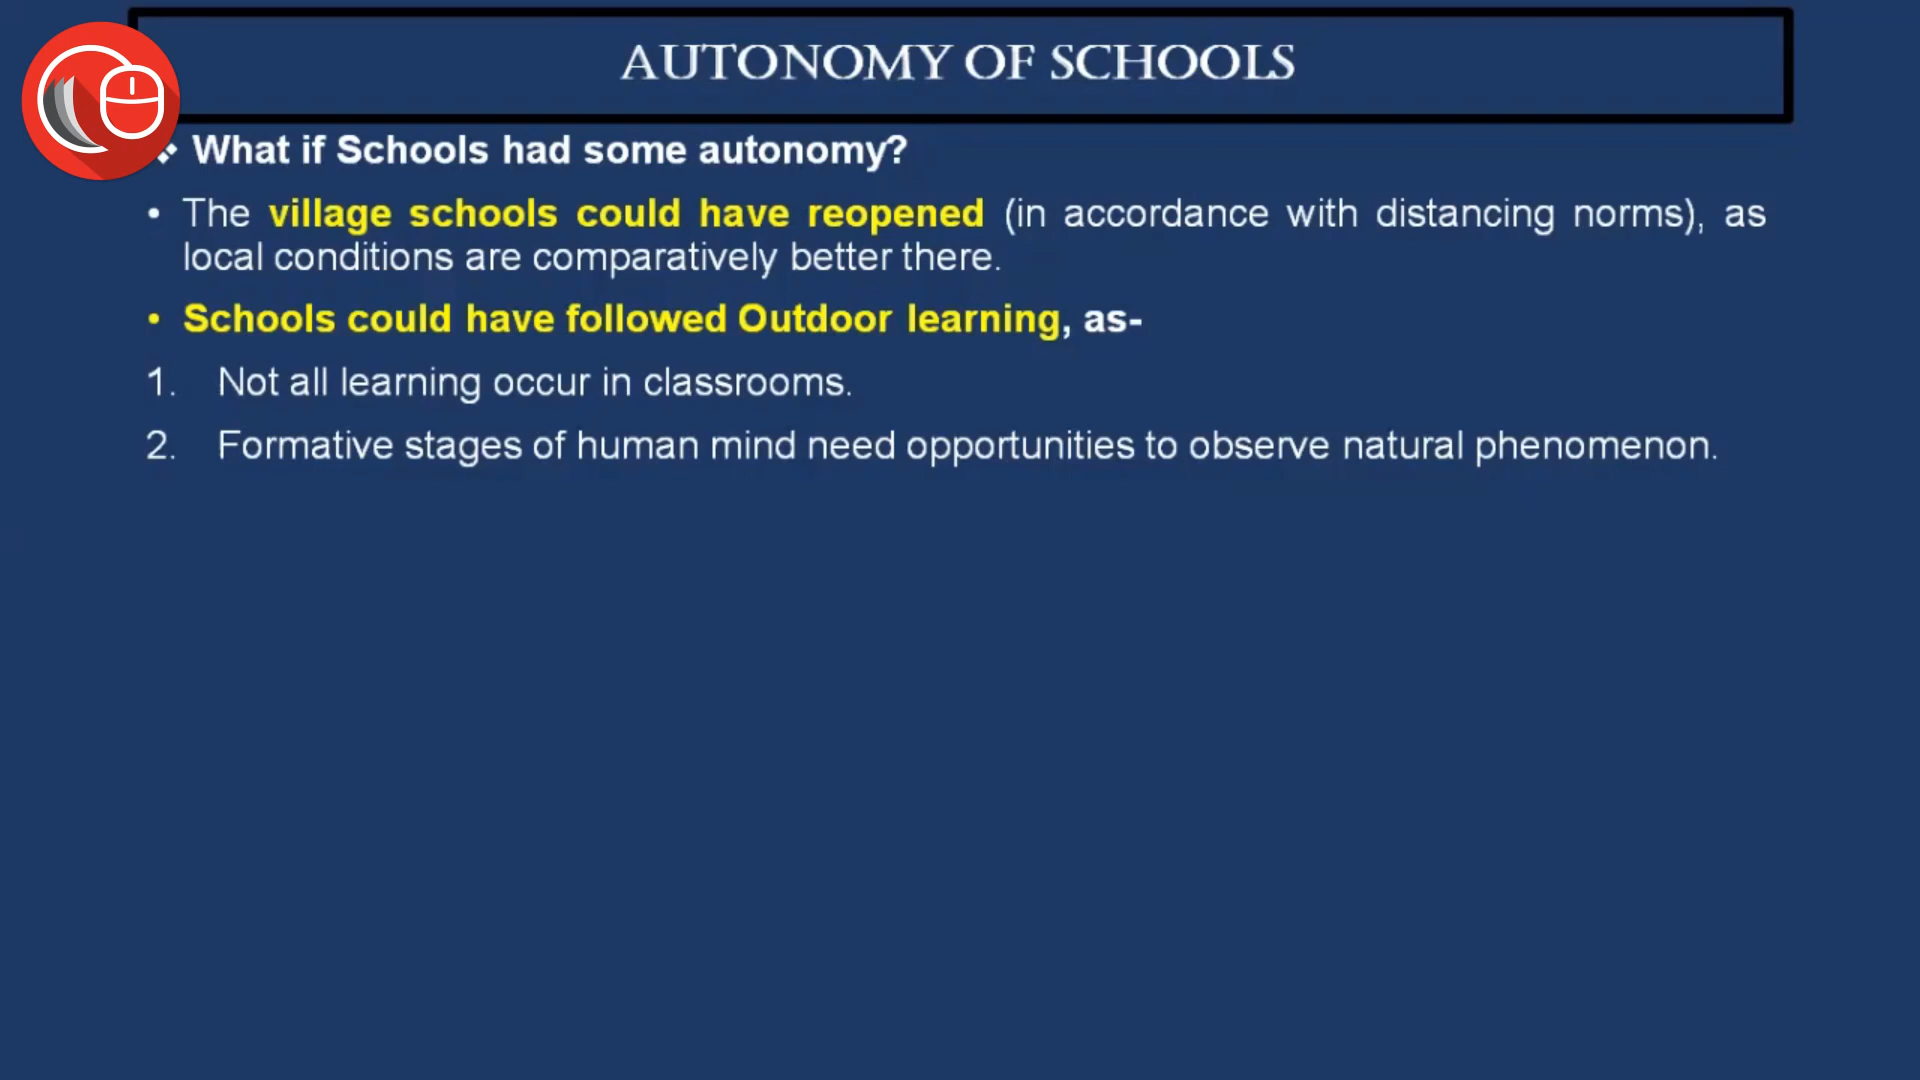 AUTONOMY OF SCHOOLS
❖ What if Schools had some autonomy?
• The village schools could have reopened (in accordance with distancing norms), as
local conditions are comparatively better there.
• Schools could have followed Outdoor learning, as-
1. Not all learning occur in classrooms.
2. Formative stages of human mind need opportunities to observe natural phenomenon.